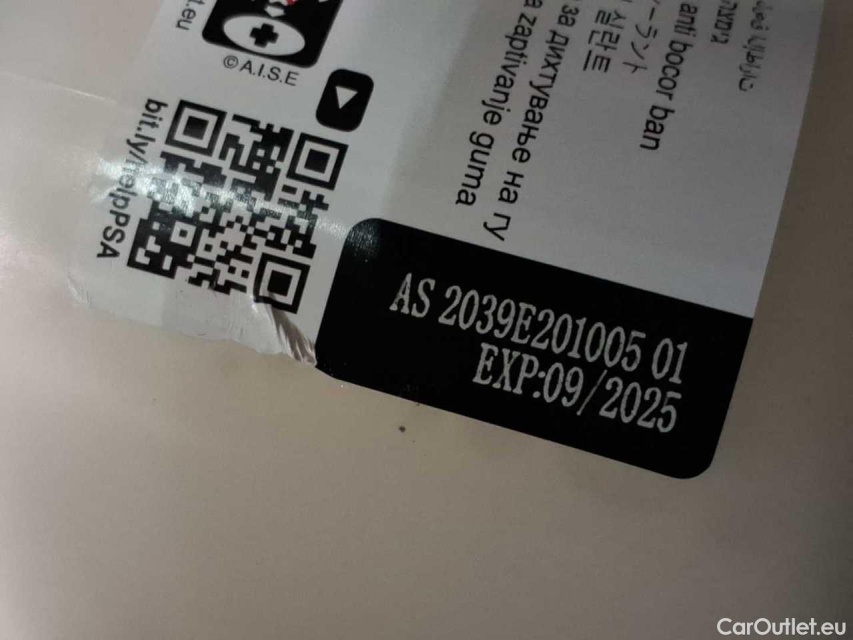 t.eu
© A.I.S.E
bit.ly/helpPSA
anti bocor ban
ーラント
실란트
за дихтување на гу
a zaptivanje guma
AS 2039E201005 01
EXP:09/2025
CarOutlet.eu